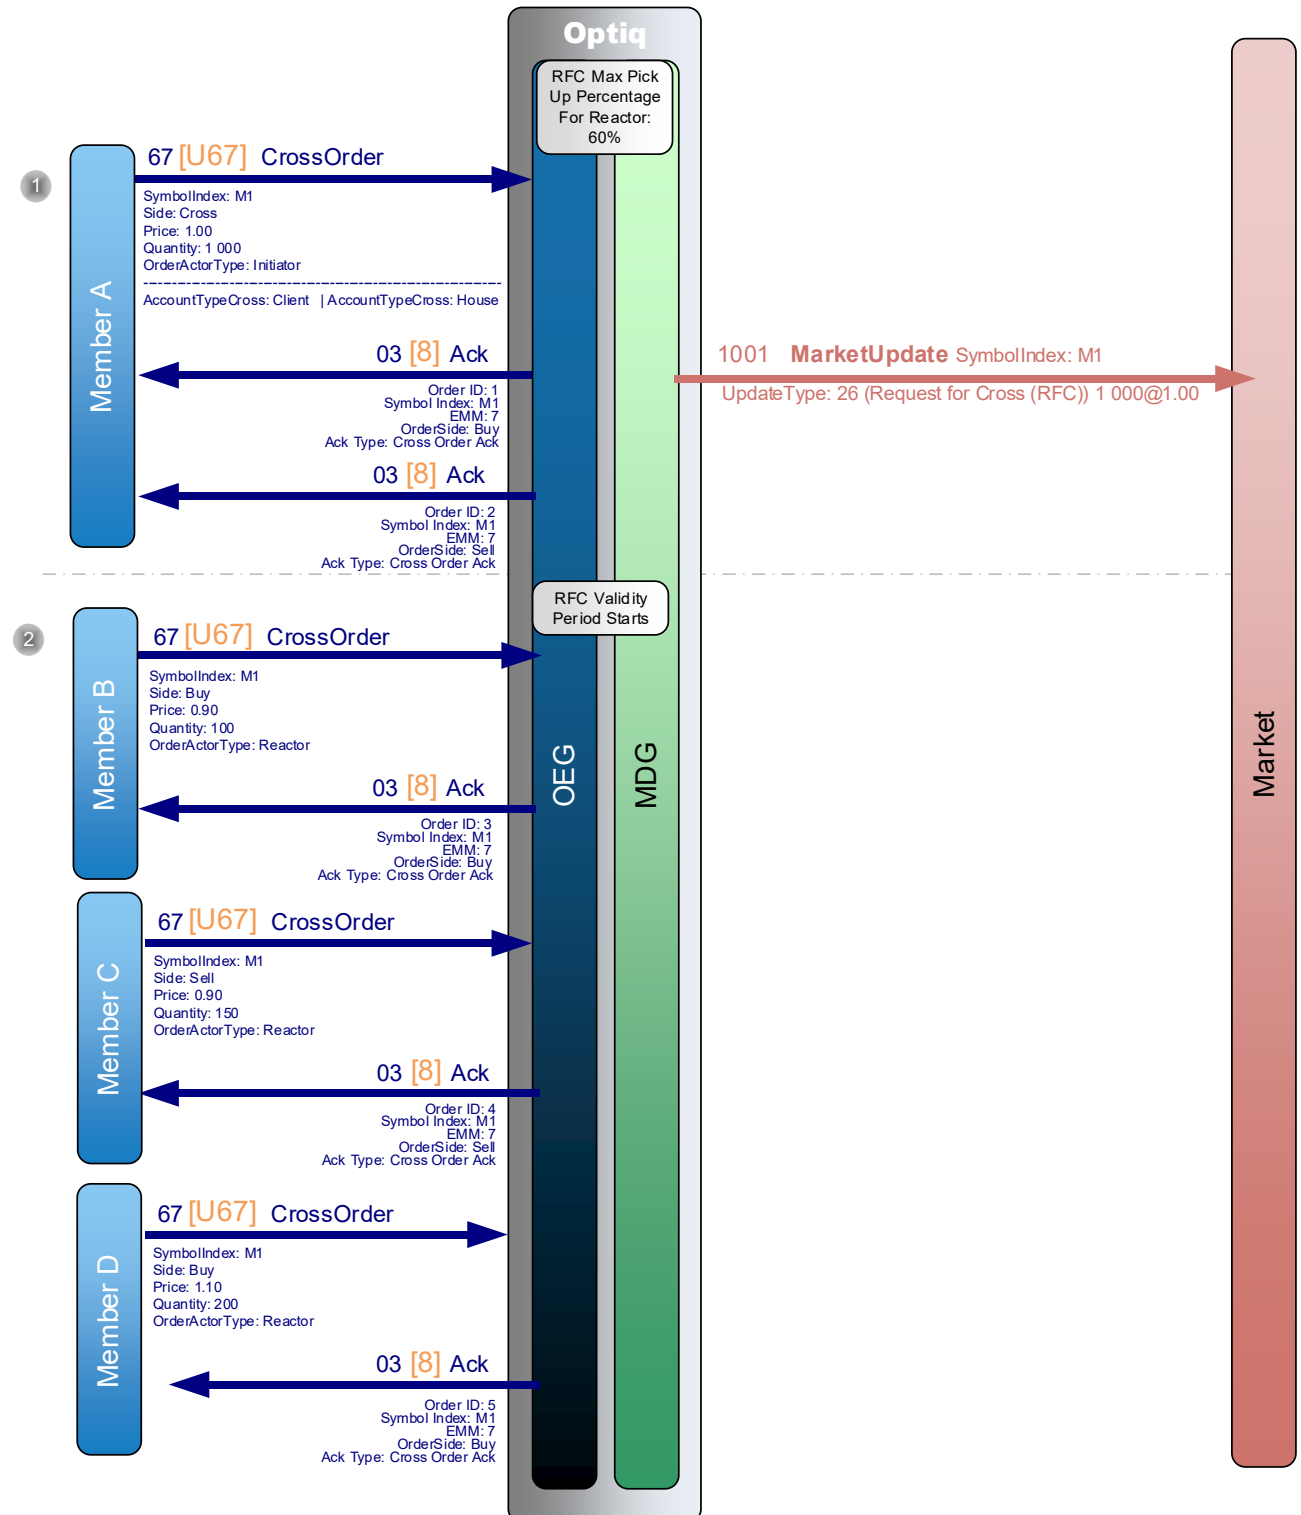 Optiq
RFC Max Pick
Up Percentage
For Reactor:
60%
1
Member A
67 [U67] CrossOrder
SymbolIndex: M1
Side: Cross
Price: 1.00
Quantity: 1 000
OrderActorType: Initiator
AccountTypeCross: Client | AccountTypeCross: House
03 [8] Ack
Order ID: 1
Symbol Index: M1
EMM: 7
OrderSide: Buy
Ack Type: Cross Order Ack
1001 MarketUpdate SymbolIndex: M1
UpdateType: 26 (Request for Cross (RFC)) 1 000@1.00
03 [8] Ack
Order ID: 2
Symbol Index: M1
EMM: 7
OrderSide: Sell
Ack Type: Cross Order Ack
RFC Validity
Period Starts
2
Member B
67 [U67] CrossOrder
SymbolIndex: M1
Side: Buy
Price: 0.90
Quantity: 100
OrderActorType: Reactor
03 [8] Ack
Order ID: 3
Symbol Index: M1
EMM: 7
OrderSide: Buy
Ack Type: Cross Order Ack
OEG
MDG
Market
Member C
67 [U67] CrossOrder
SymbolIndex: M1
Side: Sell
Price: 0.90
Quantity: 150
OrderActorType: Reactor
03 [8] Ack
Order ID: 4
Symbol Index: M1
EMM: 7
OrderSide: Sell
Ack Type: Cross Order Ack
Member D
67 [U67] CrossOrder
SymbolIndex: M1
Side: Buy
Price: 1.10
Quantity: 200
OrderActorType: Reactor
03 [8] Ack
Order ID: 5
Symbol Index: M1
EMM: 7
OrderSide: Buy
Ack Type: Cross Order Ack